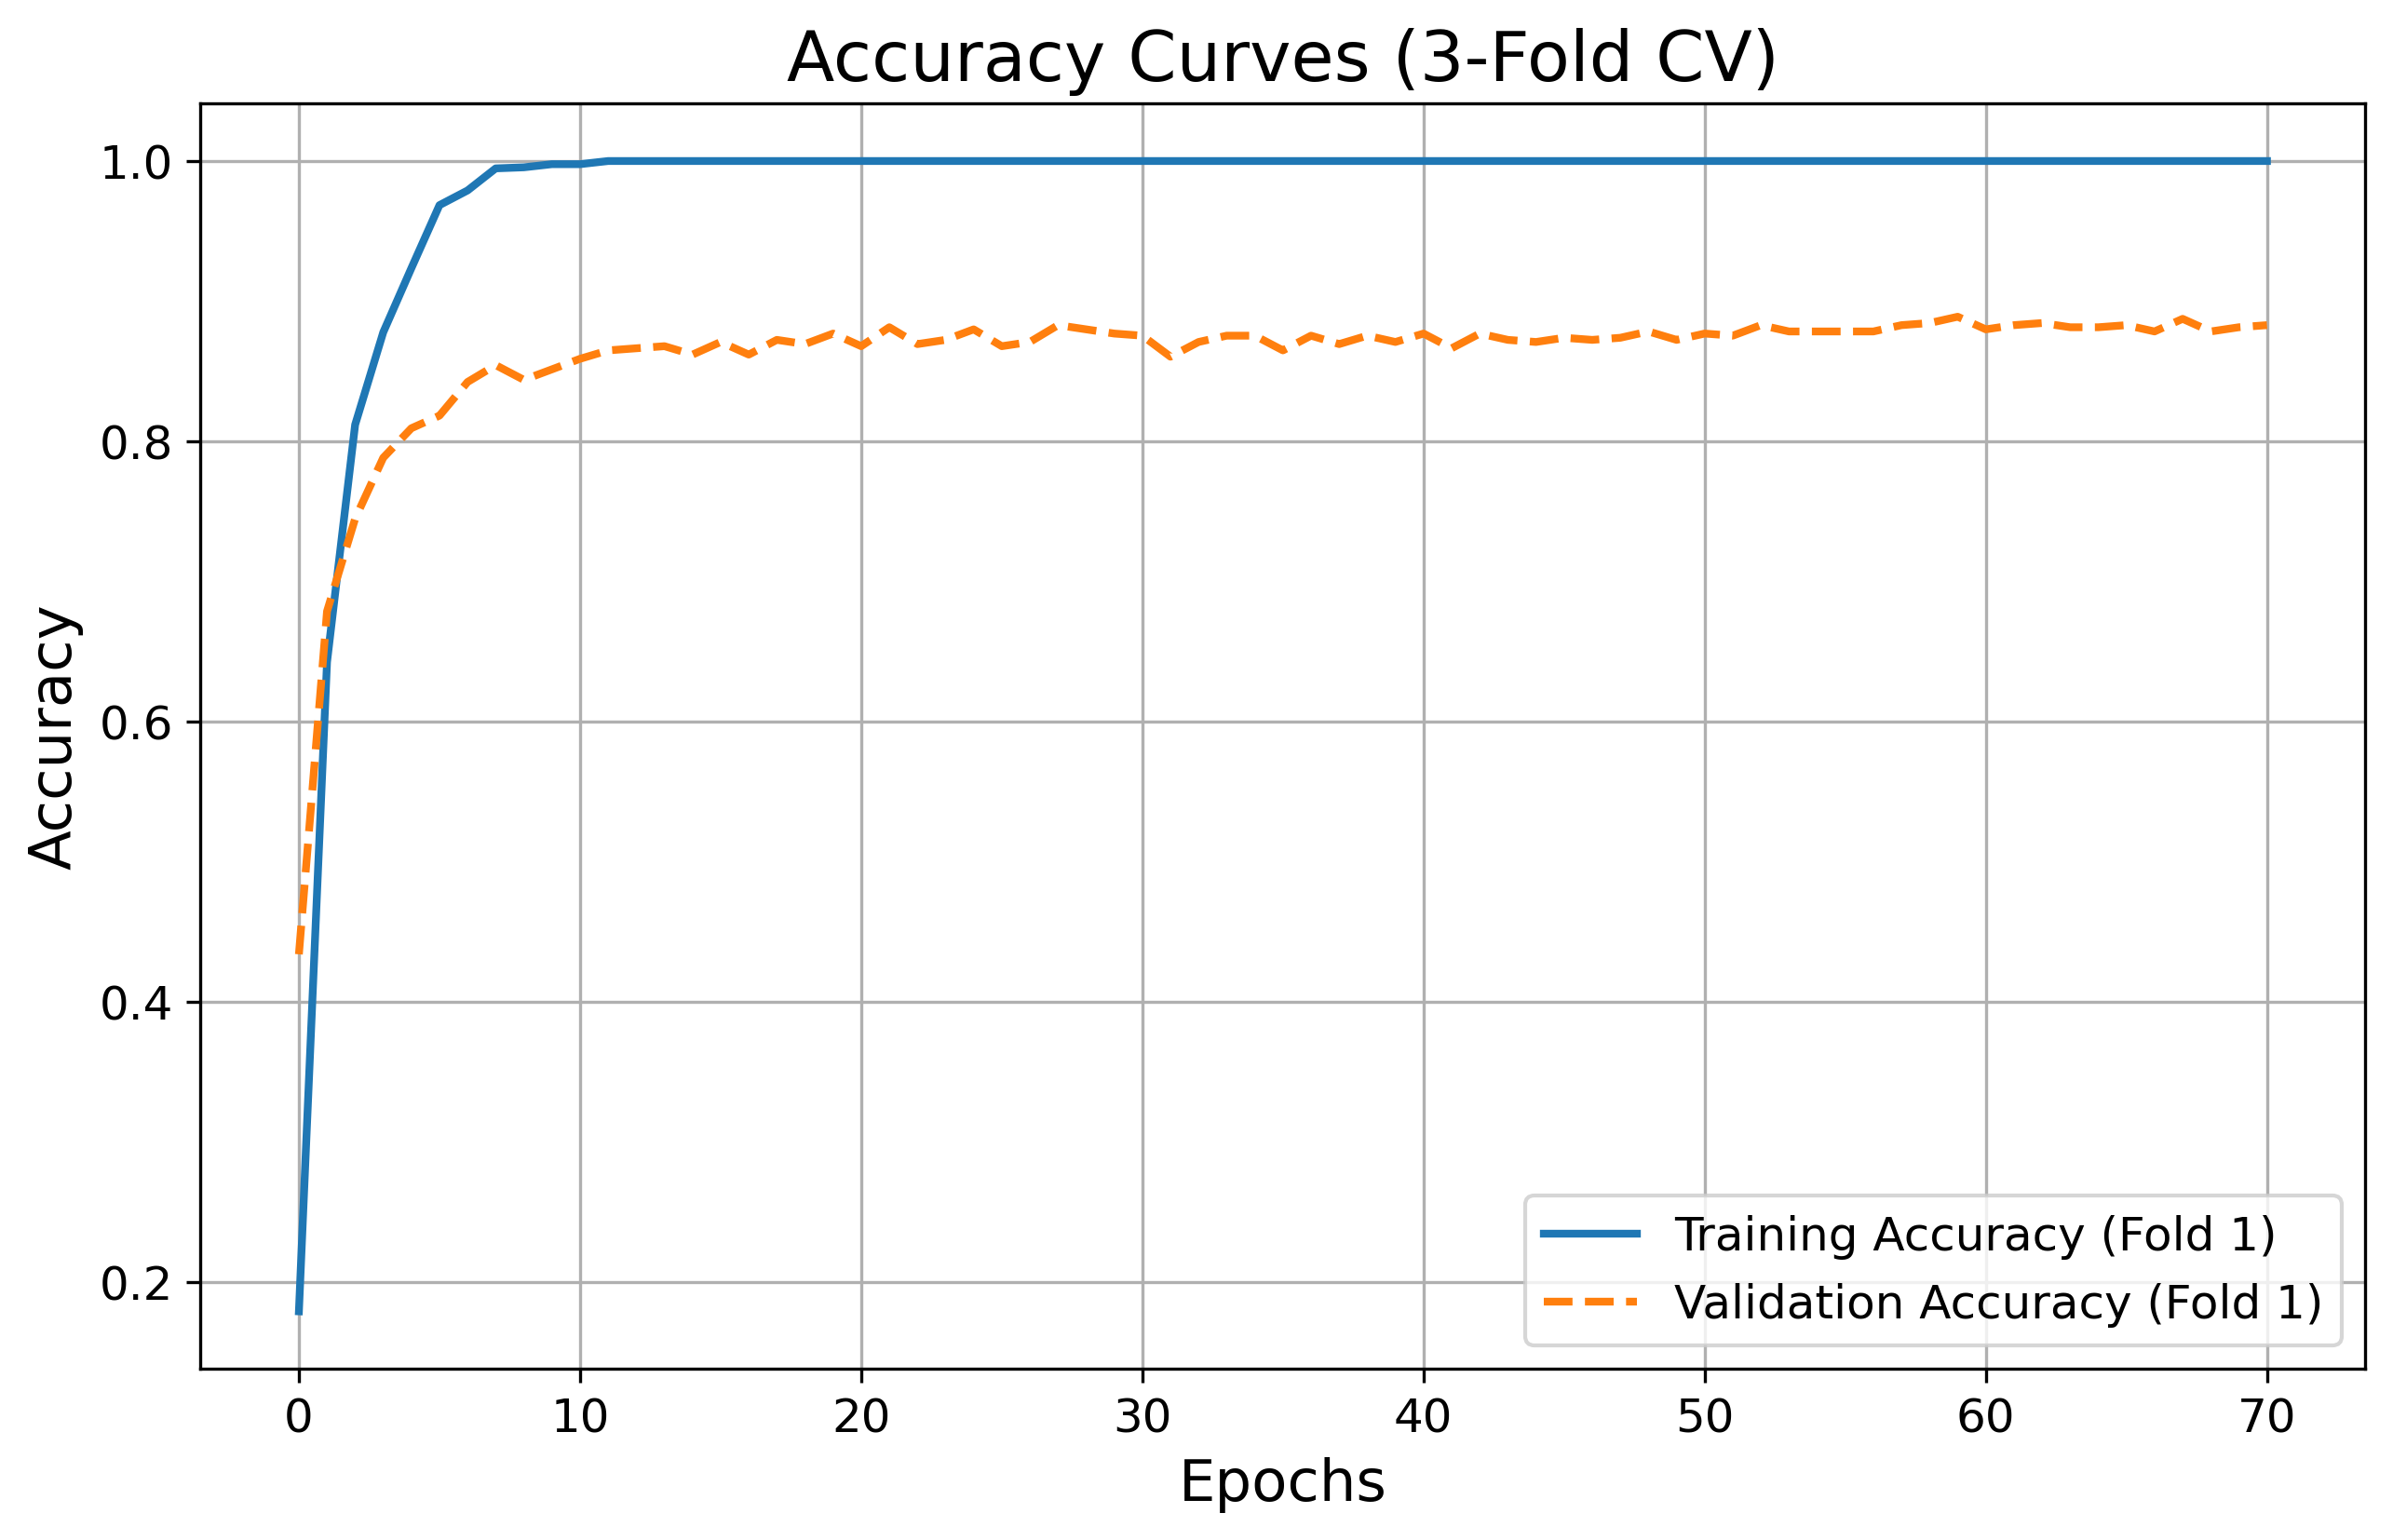 Accuracy Curves (3-Fold CV)
Accuracy
1.0
0.8
0.6
0.4
0.2
0 10 20 30 40 50 60 70
Epochs
Training Accuracy (Fold 1)
Validation Accuracy (Fold 1)